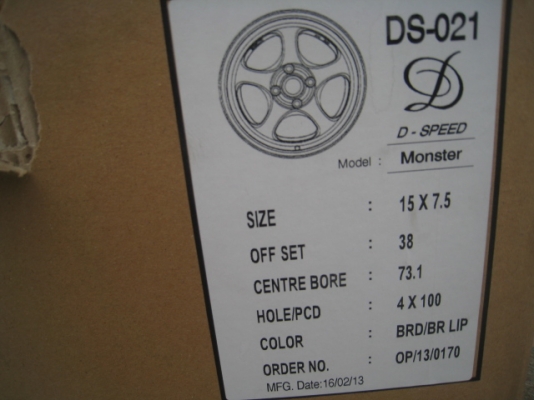 DS-021
D
D - SPEED
Model : Monster
SIZE : 15 X 7.5
OFF SET : 38
CENTRE BORE : 73.1
HOLE/PCD : 4 X 100
COLOR : BRD/BR LIP
ORDER NO. : OP/13/0170
MFG. Date:16/02/13